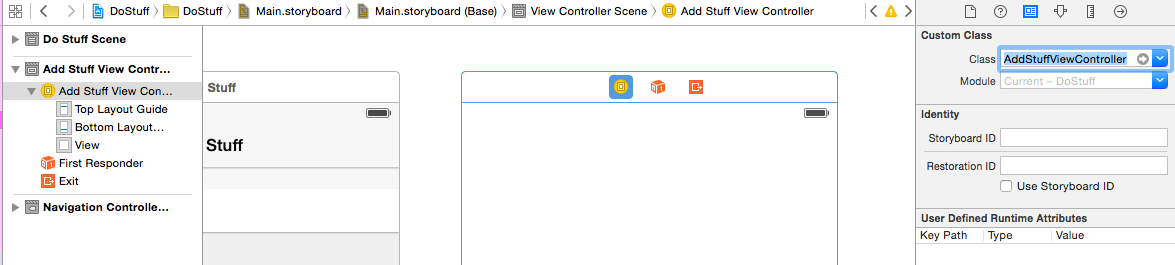 DoStuff DoStuff Main.storyboard Main.storyboard (Base) View Controller Scene Add Stuff View Controller
Do Stuff Scene
Add Stuff View Contr...
Add Stuff View Con...
Top Layout Guide
Bottom Layout...
View
First Responder
Exit
Navigation Controlle...
Stuff
Stuff
Custom Class
Class AddStuffViewController
Module Current – DoStuff
Identity
Storyboard ID
Restoration ID
Use Storyboard ID
User Defined Runtime Attributes
Key Path Type Value